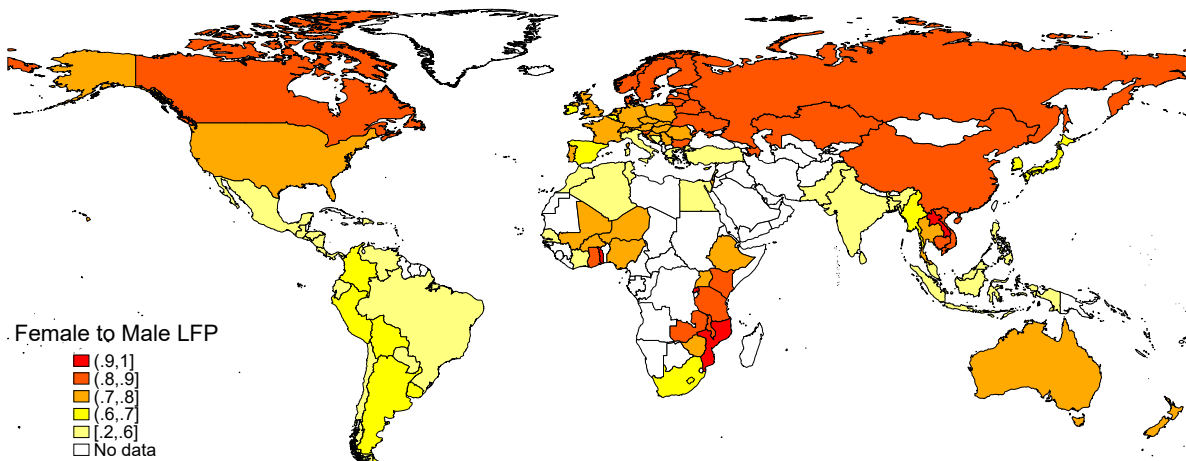 Female to Male LFP
(.9,1]
(.8,.9]
(.7,.8]
(.6,.7]
[.2,.6]
No data